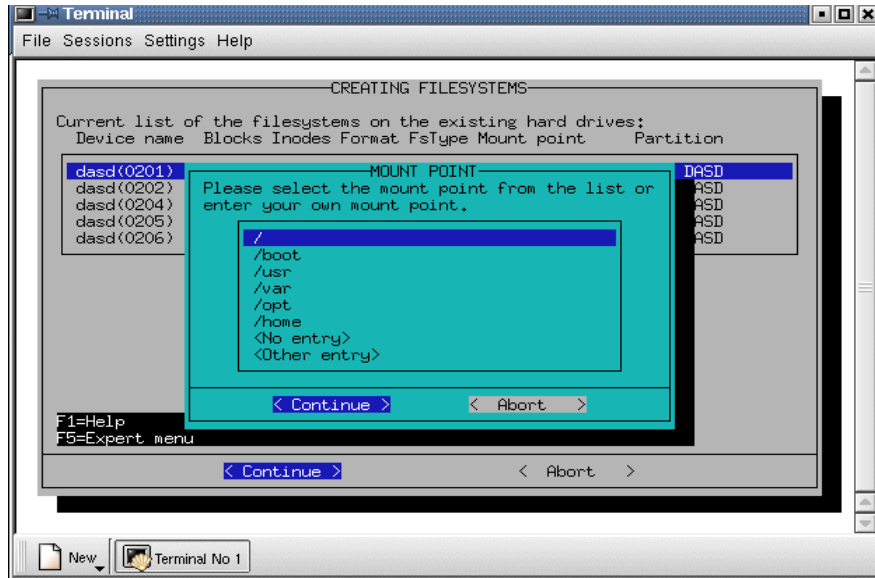 Terminal
File Sessions Settings Help
CREATING FILESYSTEMS
Current list of the filesystems on the existing hard drives:
Device name Blocks Inodes Format FsType Mount point Partition
dasd(0201) DASD
dasd(0202) ASD
dasd(0204) ASD
dasd(0205) ASD
dasd(0206) ASD
MOUNT POINT
Please select the mount point from the list or
enter your own mount point.
/
/boot
/usr
/var
/opt
/home
<No entry>
<Other entry>
< Continue > < Abort >
F1=Help
F5=Expert menu
< Continue > < Abort >
New Terminal No 1